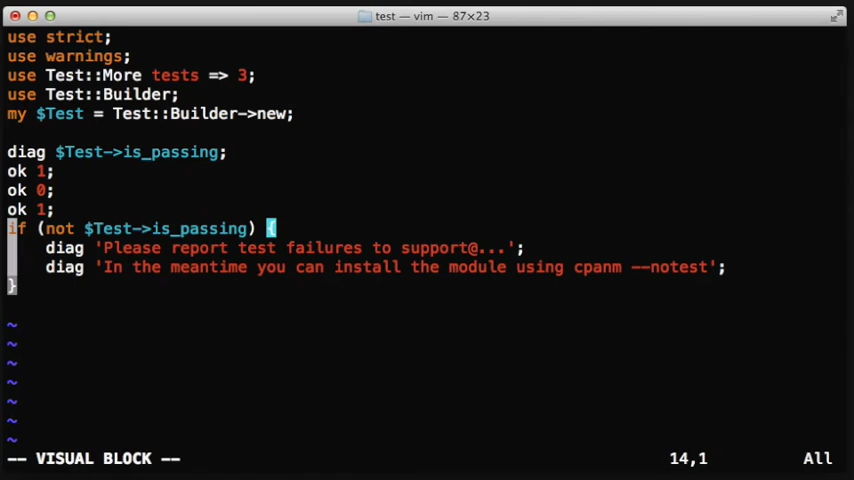 test — vim — 87×23
use strict;
use warnings;
use Test::More tests => 3;
use Test::Builder;
my $Test = Test::Builder->new;
diag $Test->is_passing;
ok 1;
ok 0;
ok 1;
if (not $Test->is_passing) {
    diag 'Please report test failures to support@...';
    diag 'In the meantime you can install the module using cpanm --notest';
}
~
~
~
~
~
~
~
-- VISUAL BLOCK -- 14,1 All